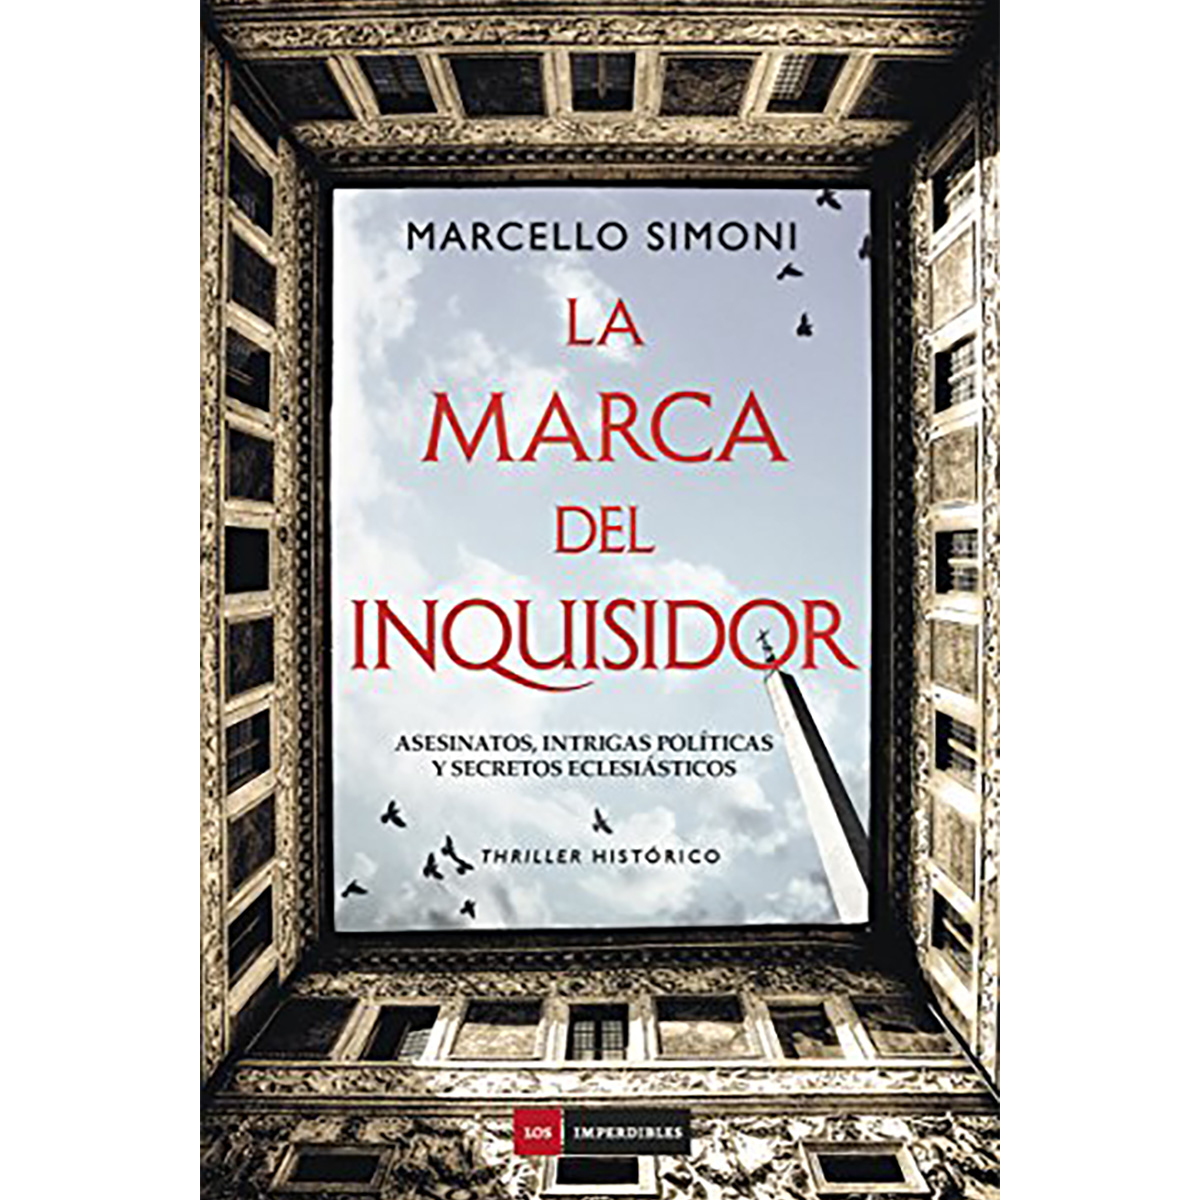 MARCELLO SIMONI
LA
MARCA
DEL
INQUISIDOR
ASESINATOS, INTRIGAS POLÍTICAS
Y SECRETOS ECLESIÁSTICOS
THRILLER HISTÓRICO
LOS IMPERDIBLES